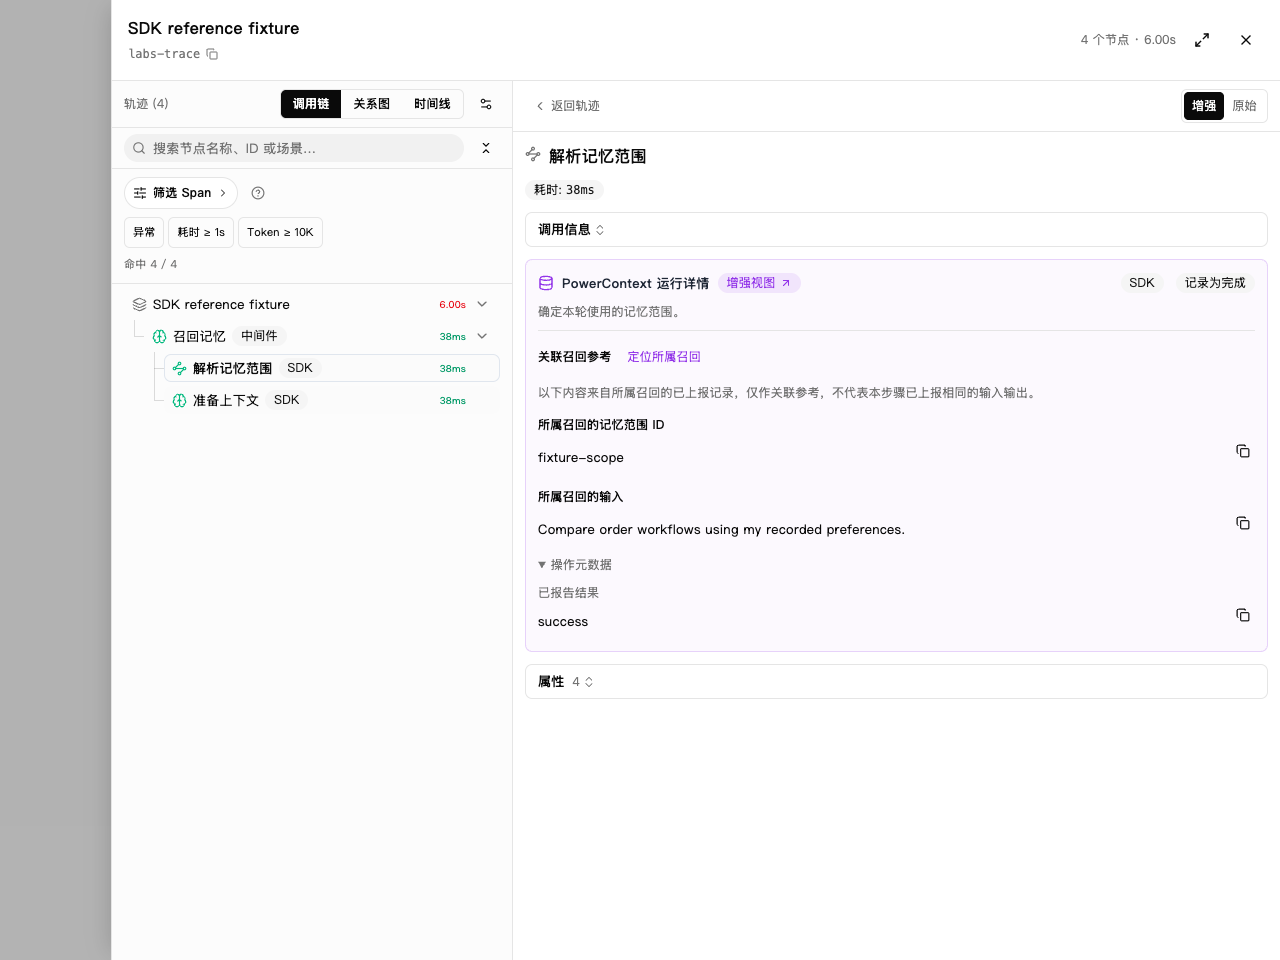 SDK reference fixture
labs-trace
4 个节点 · 6.00s
轨迹 (4)
调用链
关系图
时间线
返回轨迹
增强
原始
搜索节点名称、ID 或场景...
筛选 Span
异常
耗时 ≥ 1s
Token ≥ 10K
命中 4 / 4
SDK reference fixture
6.00s
召回记忆
中间件
38ms
解析记忆范围
SDK
38ms
准备上下文
SDK
38ms
解析记忆范围
耗时: 38ms
调用信息
PowerContext 运行详情
增强视图
SDK
记录为完成
确定本轮使用的记忆范围。
关联召回参考
定位所属召回
以下内容来自所属召回的已上报记录，仅作关联参考，不代表本步骤已上报相同的输入输出。
所属召回的记忆范围 ID
fixture-scope
所属召回的输入
Compare order workflows using my recorded preferences.
▼ 操作元数据
已报告结果
success
属性 4